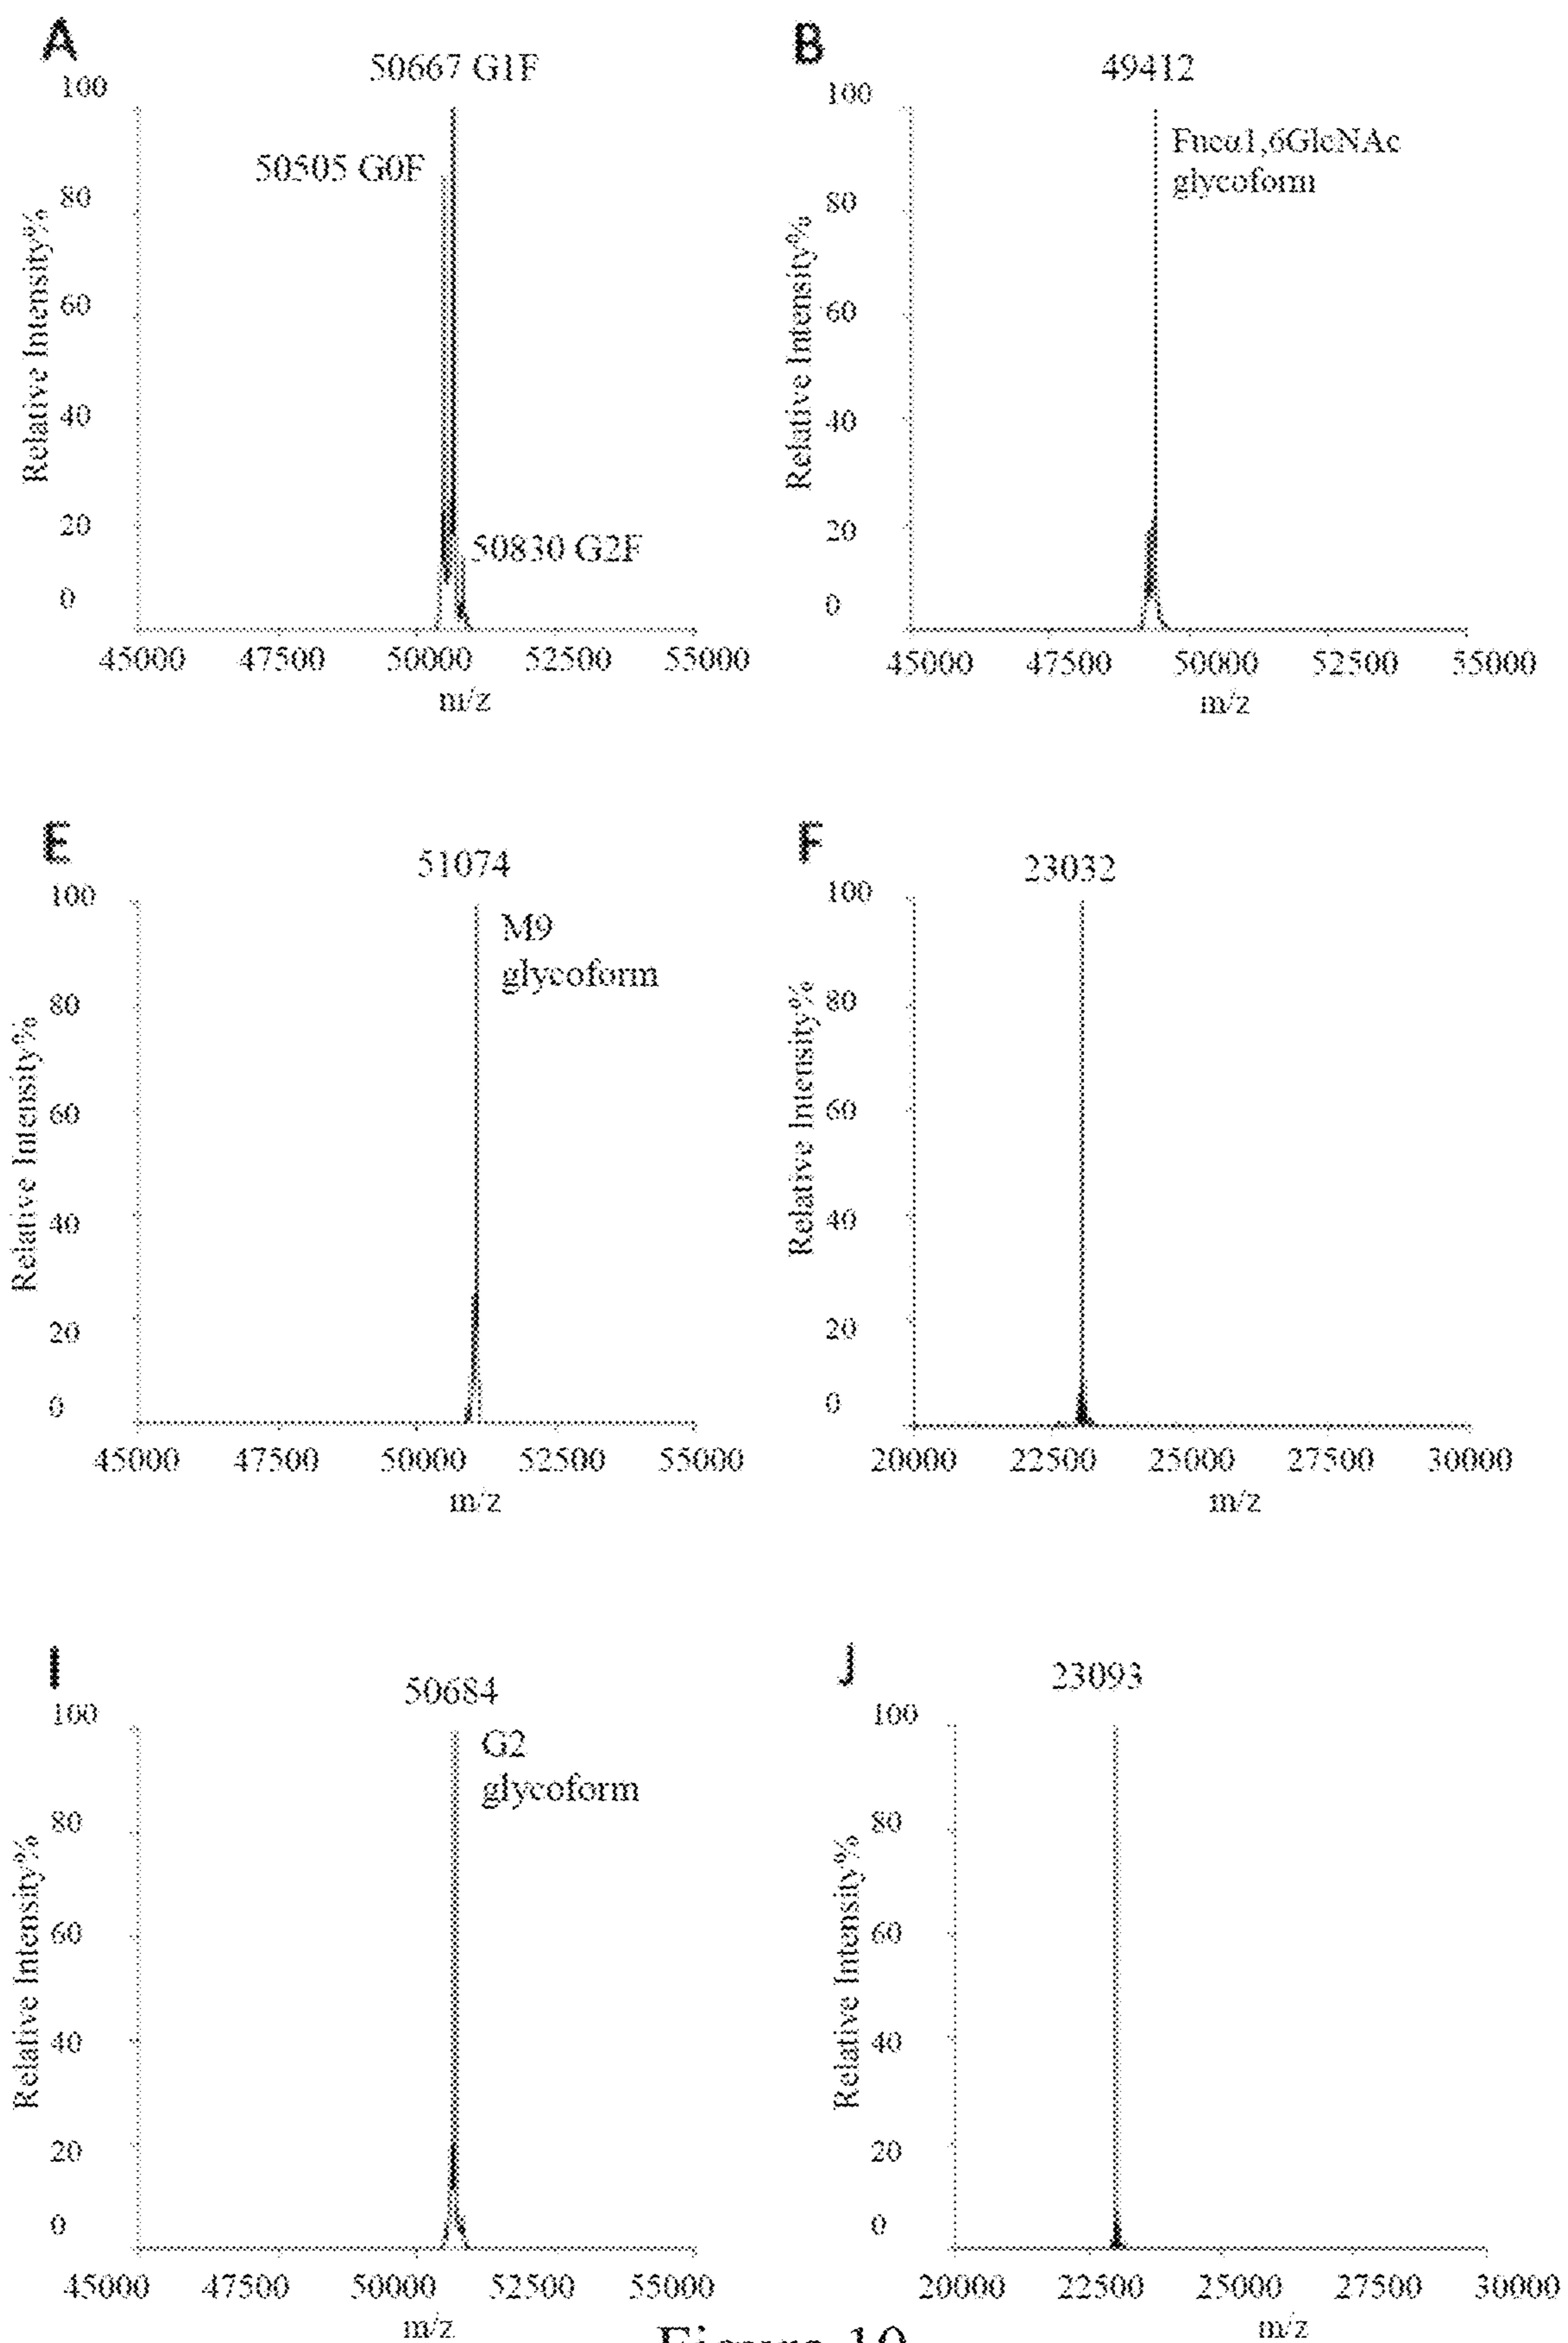 A
50667 G1F
50505 G0F
50830 G2F
Relative Intensity%
100
80
60
40
20
0
45000 47500 50000 52500 55000
m/z
B
49412
Fucα1,6GlcNAc
glycoform
Relative Intensity%
100
80
60
40
20
0
45000 47500 50000 52500 55000
m/z
E
51074
M9
glycoform
Relative Intensity%
100
80
60
40
20
0
45000 47500 50000 52500 55000
m/z
F
23032
Relative Intensity%
100
80
60
40
20
0
20000 22500 25000 27500 30000
m/z
I
50684
G2
glycoform
Relative Intensity%
100
80
60
40
20
0
45000 47500 50000 52500 55000
m/z
J
23093
Relative Intensity%
100
80
60
40
20
0
20000 22500 25000 27500 30000
m/z
Figure 10